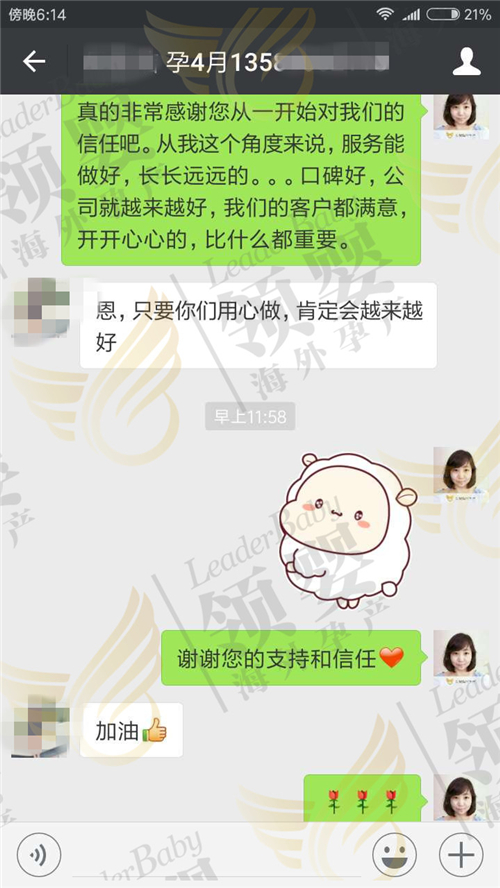 傍晚6:14
21%
孕4月1358
真的非常感谢您从一开始对我们的
信任吧。从我这个角度来说，服务能
做好，长长远远的。。。口碑好，公
司就越来越好，我们的客户都满意，
开开心心的，比什么都重要。
恩，只要你们用心做，肯定会越来越
好
早上11:58
谢谢您的支持和信任
加油
LeaderBaby
领婴
海外孕产